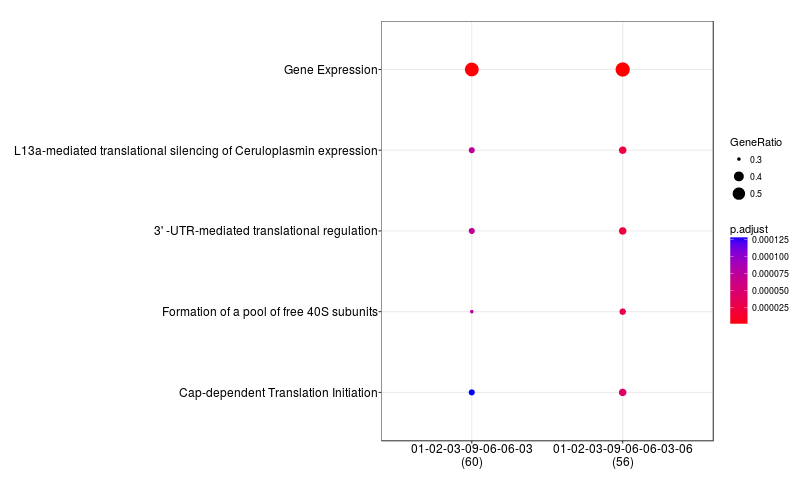 Gene Expression
L13a-mediated translational silencing of Ceruloplasmin expression
3' -UTR-mediated translational regulation
Formation of a pool of free 40S subunits
Cap-dependent Translation Initiation
01-02-03-09-06-06-03
(60)
01-02-03-09-06-06-03-06
(56)
GeneRatio
0.3
0.4
0.5
p.adjust
0.000125
0.000100
0.000075
0.000050
0.000025